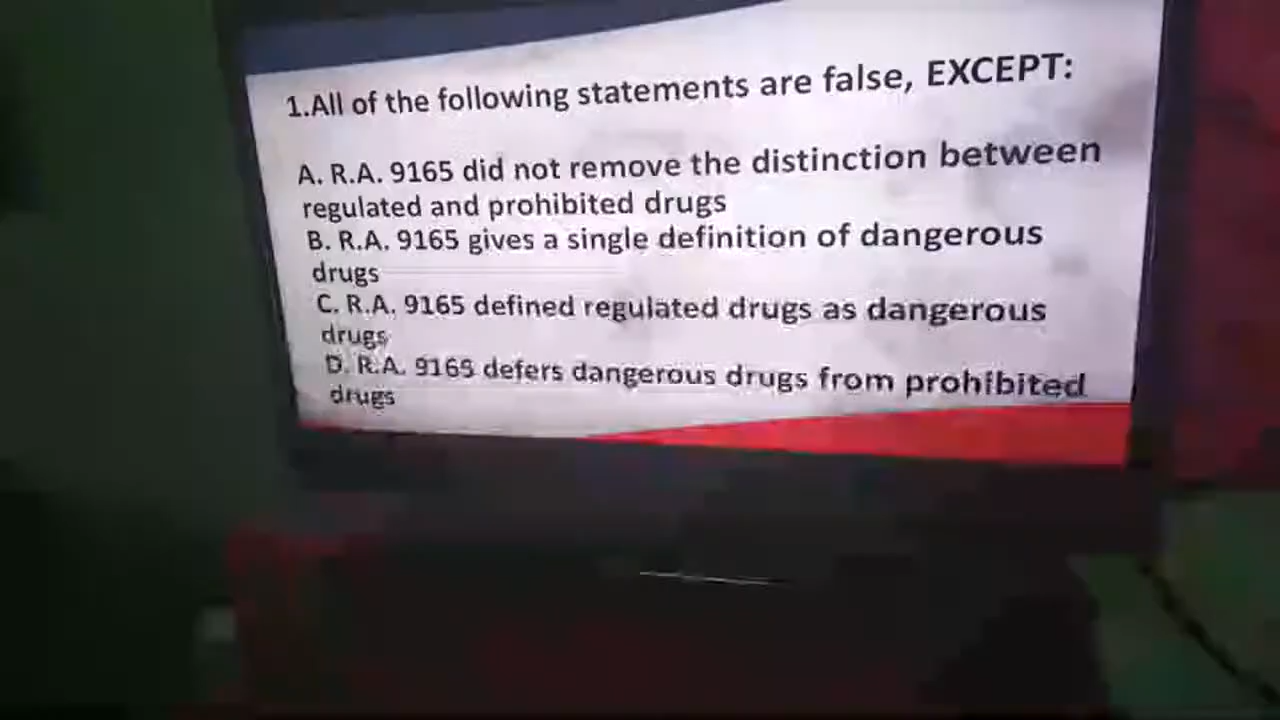 1.All of the following statements are false, EXCEPT:
A. R.A. 9165 did not remove the distinction between
regulated and prohibited drugs
B. R.A. 9165 gives a single definition of dangerous
drugs
C. R.A. 9165 defined regulated drugs as dangerous
drugs
D. R.A. 9165 defers dangerous drugs from prohibited
drugs